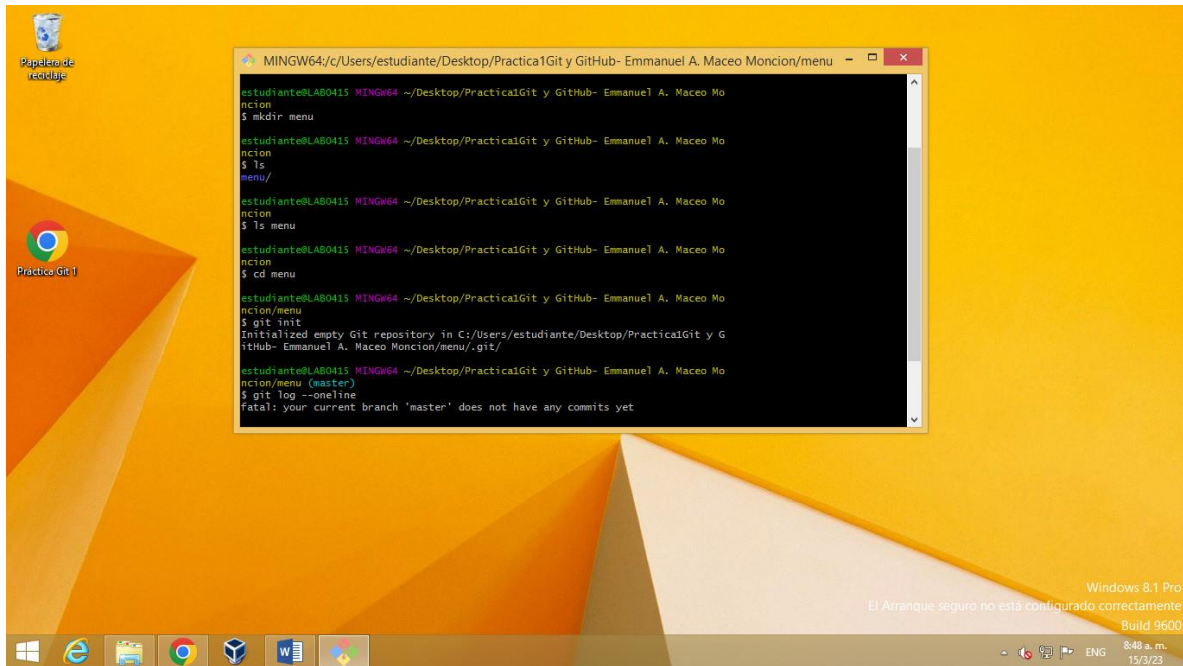 Papelera de
reciclaje
Práctica Git 1
MINGW64:/c/Users/estudiante/Desktop/Practica1Git y GitHub- Emmanuel A. Maceo Moncion/menu
estudiante@LAB0415 MINGW64 ~/Desktop/Practica1Git y GitHub- Emmanuel A. Maceo Mo
ncion
$ mkdir menu
estudiante@LAB0415 MINGW64 ~/Desktop/Practica1Git y GitHub- Emmanuel A. Maceo Mo
ncion
$ ls
menu/
estudiante@LAB0415 MINGW64 ~/Desktop/Practica1Git y GitHub- Emmanuel A. Maceo Mo
ncion
$ ls menu
estudiante@LAB0415 MINGW64 ~/Desktop/Practica1Git y GitHub- Emmanuel A. Maceo Mo
ncion
$ cd menu
estudiante@LAB0415 MINGW64 ~/Desktop/Practica1Git y GitHub- Emmanuel A. Maceo Mo
ncion/menu
$ git init
Initialized empty Git repository in C:/Users/estudiante/Desktop/Practica1Git y G
itHub- Emmanuel A. Maceo Moncion/menu/.git/
estudiante@LAB0415 MINGW64 ~/Desktop/Practica1Git y GitHub- Emmanuel A. Maceo Mo
ncion/menu (master)
$ git log --oneline
fatal: your current branch 'master' does not have any commits yet
Windows 8.1 Pro
El Arranque seguro no está configurado correctamente
Build 9600
ENG
8:48 a. m.
15/3/23